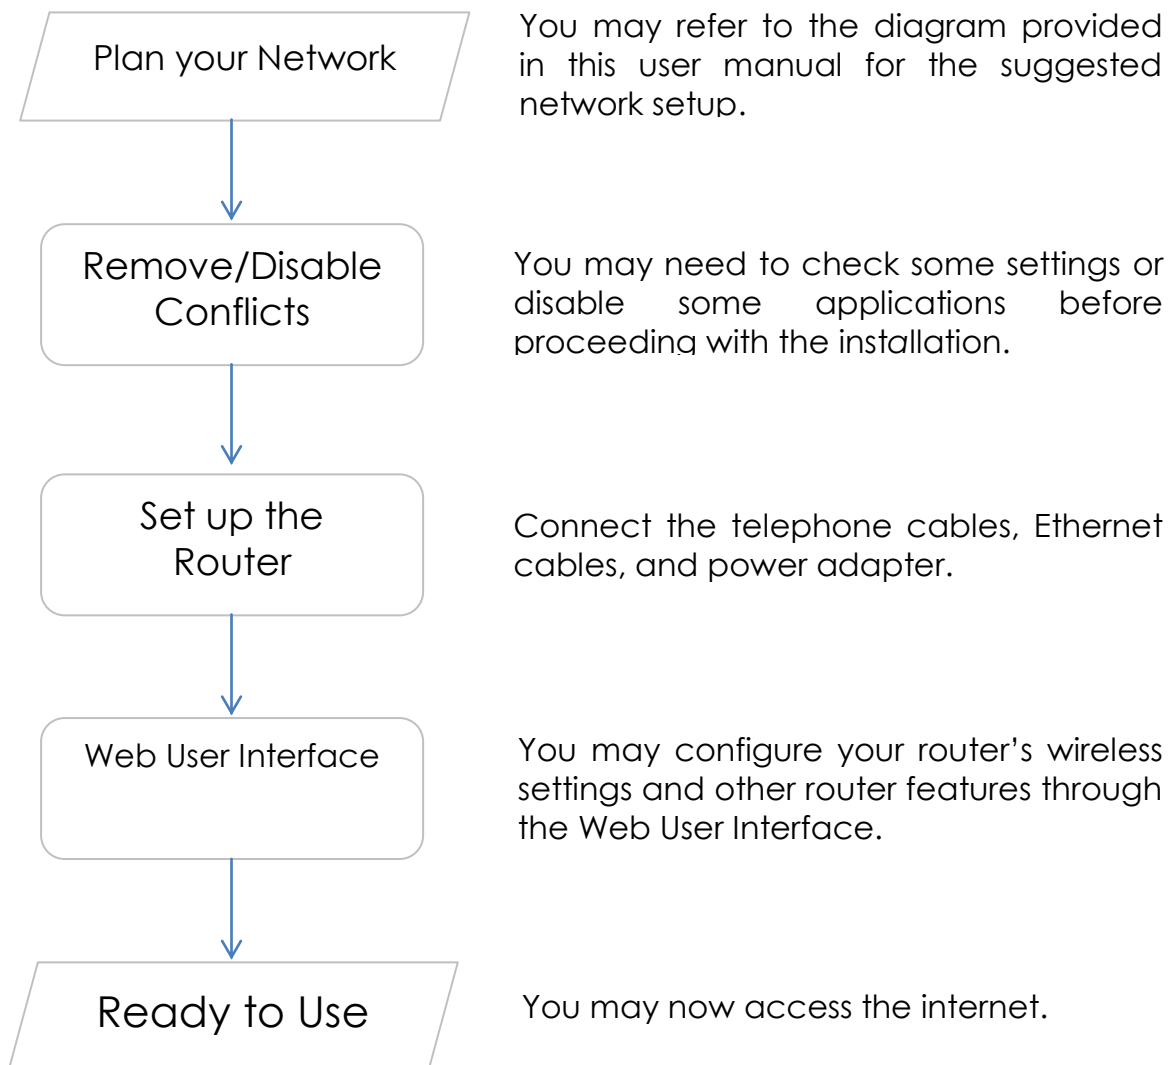 Plan your Network
You may refer to the diagram provided
in this user manual for the suggested
network setup.
Remove/Disable
Conflicts
You may need to check some settings or
disable some applications before
proceeding with the installation.
Set up the
Router
Connect the telephone cables, Ethernet
cables, and power adapter.
Web User Interface
You may configure your router’s wireless
settings and other router features through
the Web User Interface.
Ready to Use
You may now access the internet.